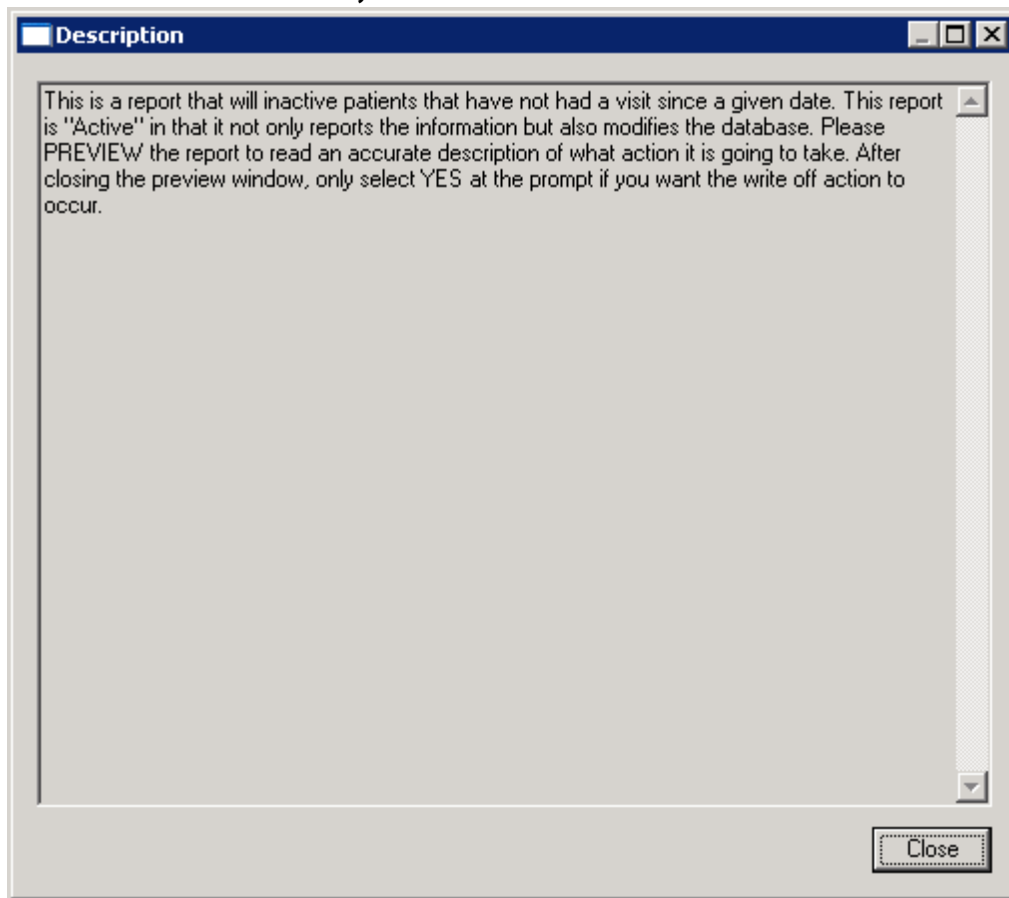 Description
This is a report that will inactive patients that have not had a visit since a given date. This report
is "Active" in that it not only reports the information but also modifies the database. Please
PREVIEW the report to read an accurate description of what action it is going to take. After
closing the preview window, only select YES at the prompt if you want the write off action to
occur.
Close